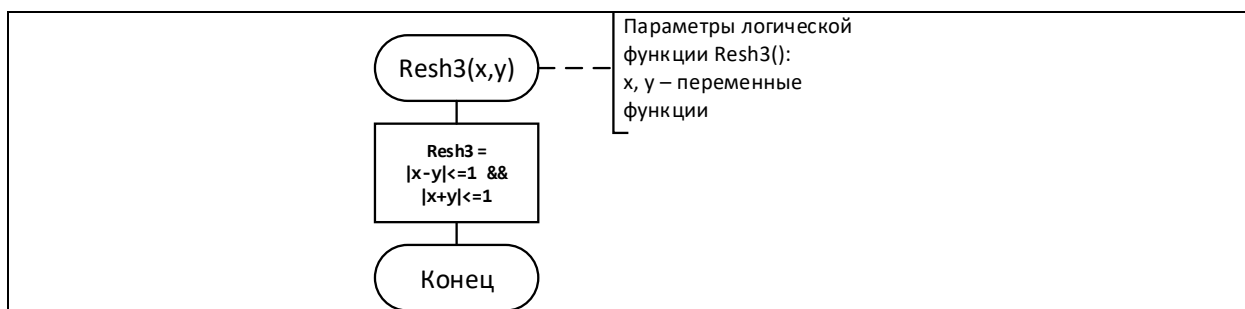 Resh3(x,y)
Параметры логической
функции Resh3():
x, y – переменные
функции
Resh3 =
|x-y|<=1 &&
|x+y|<=1
Конец